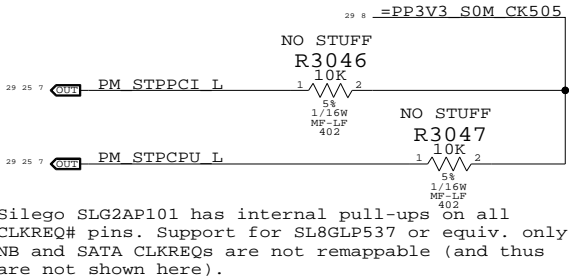 29 8 =PP3V3_S0M_CK505
NO STUFF
R3046
10K
1 2
5%
1/16W
MF-LF
402
29 25 7 OUT PM_STPPCI_L
NO STUFF
R3047
10K
1 2
5%
1/16W
MF-LF
402
29 25 7 OUT PM_STPCPU_L
Silego SLG2AP101 has internal pull-ups on all
CLKREQ# pins. Support for SL8GLP537 or equiv. only
NB and SATA CLKREQs are not remappable (and thus
are not shown here).